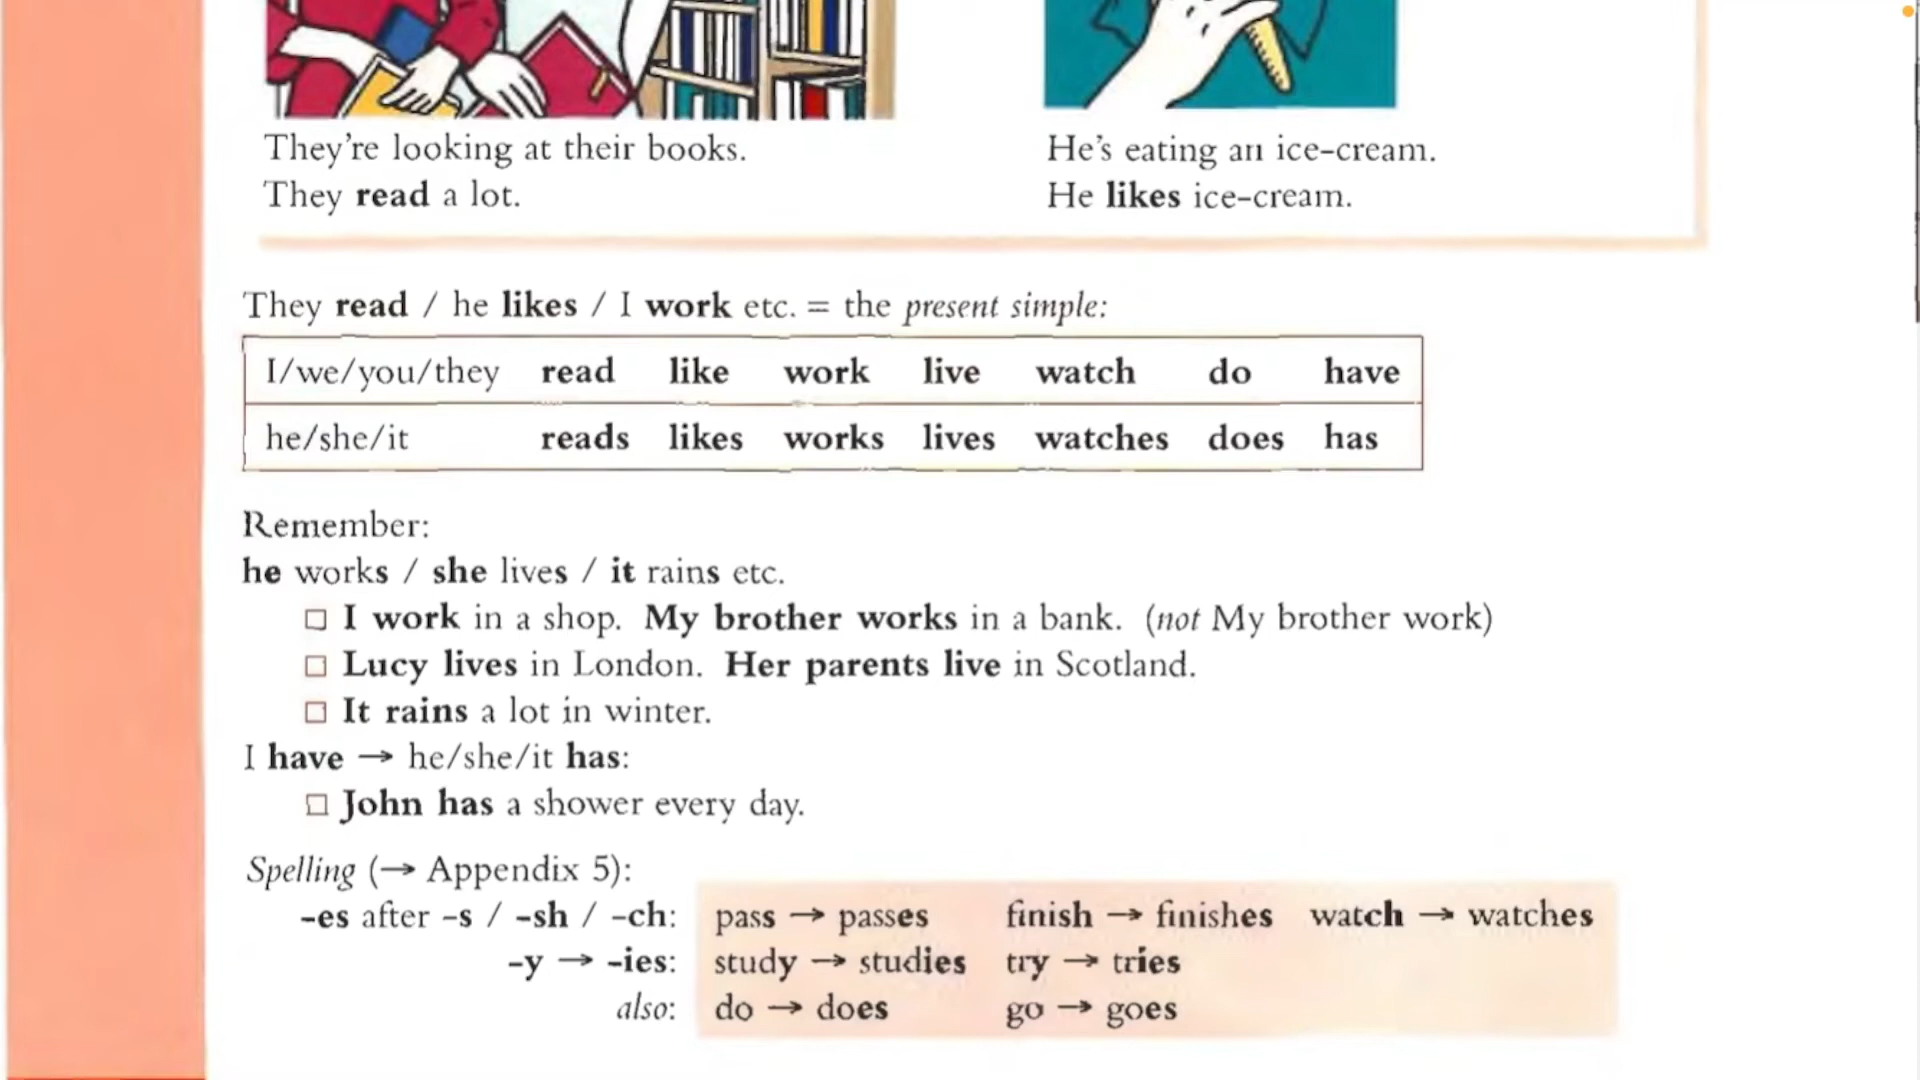 They're looking at their books.
They read a lot.
He's eating an ice-cream.
He likes ice-cream.
They read / he likes / I work etc. = the present simple:
I/we/you/they read like work live watch do have
he/she/it reads likes works lives watches does has
Remember:
he works / she lives / it rains etc.
□ I work in a shop. My brother works in a bank. (not My brother work)
□ Lucy lives in London. Her parents live in Scotland.
□ It rains a lot in winter.
I have → he/she/it has:
□ John has a shower every day.
Spelling (→ Appendix 5):
-es after -s / -sh / -ch: pass → passes finish → finishes watch → watches
-y → -ies: study → studies try → tries
also: do → does go → goes